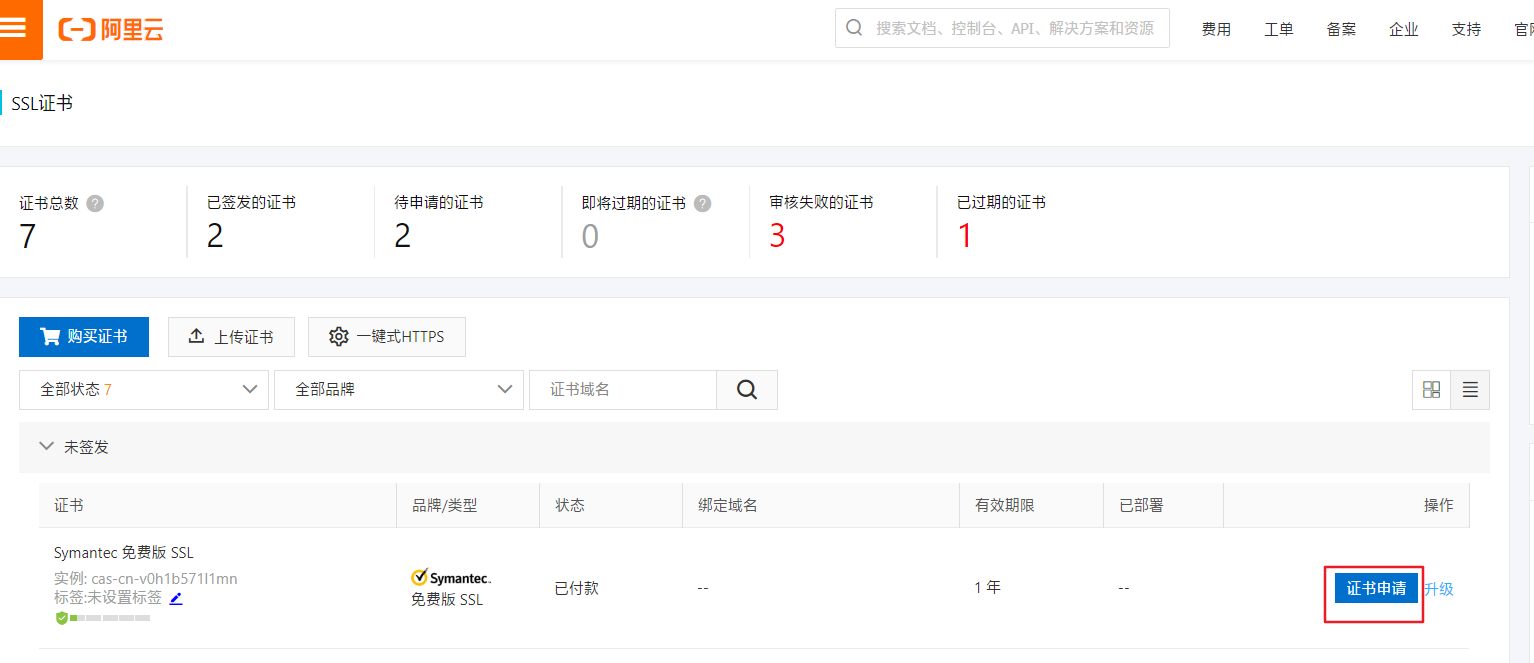 阿里云
搜索文档、控制台、API、解决方案和资源
费用 工单 备案 企业 支持 官
SSL证书
证书总数 ? 已签发的证书 待申请的证书 即将过期的证书 ? 审核失败的证书 已过期的证书
7 2 2 0 3 1
购买证书 上传证书 一键式HTTPS
全部状态 7 全部品牌 证书域名
未签发
证书 品牌/类型 状态 绑定域名 有效期限 已部署 操作
Symantec 免费版 SSL
实例: cas-cn-v0h1b571l1mn
标签:未设置标签
Symantec.
免费版 SSL
已付款 -- 1 年 -- 证书申请 升级